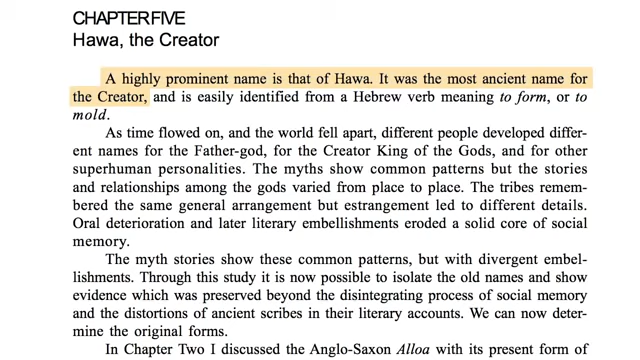 CHAPTER FIVE
Hawa, the Creator
A highly prominent name is that of Hawa. It was the most ancient name for
the Creator, and is easily identified from a Hebrew verb meaning to form, or to
mold.
As time flowed on, and the world fell apart, different people developed differ-
ent names for the Father-god, for the Creator King of the Gods, and for other
superhuman personalities. The myths show common patterns but the stories
and relationships among the gods varied from place to place. The tribes remem-
bered the same general arrangement but estrangement led to different details.
Oral deterioration and later literary embellishments eroded a solid core of social
memory.
The myth stories show these common patterns, but with divergent embel-
lishments. Through this study it is now possible to isolate the old names and show
evidence which was preserved beyond the disintegrating process of social memory
and the distortions of ancient scribes in their literary accounts. We can now deter-
mine the original forms.
In Chapter Two I discussed the Anglo-Saxon Alloa with its present form of